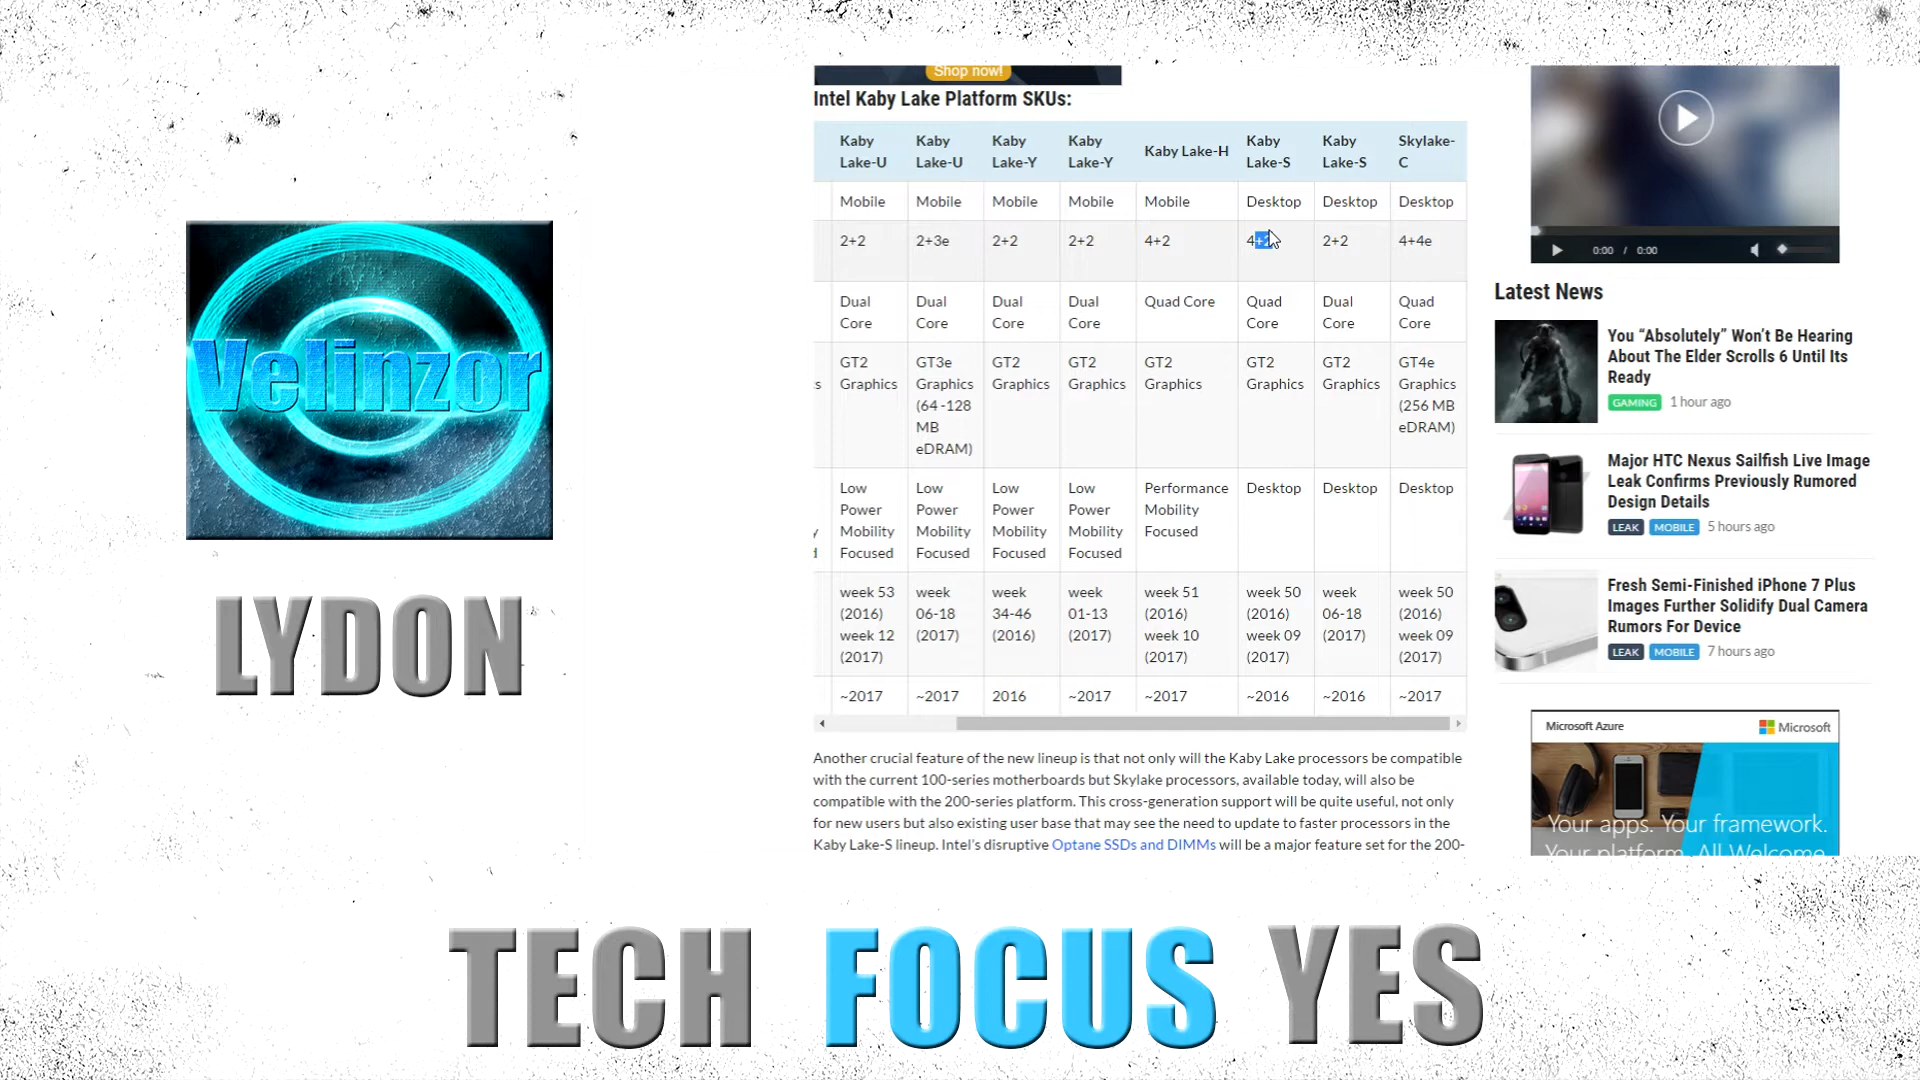 Shop now!
Intel Kaby Lake Platform SKUs:
Kaby Lake-U Kaby Lake-U Kaby Lake-Y Kaby Lake-Y Kaby Lake-H Kaby Lake-S Kaby Lake-S Skylake-C
Mobile Mobile Mobile Mobile Mobile Desktop Desktop Desktop
2+2 2+3e 2+2 2+2 4+2 4+2 2+2 4+4e
Dual Core Dual Core Dual Core Dual Core Quad Core Quad Core Dual Core Quad Core
GT2 Graphics GT3e Graphics (64 -128 MB eDRAM) GT2 Graphics GT2 Graphics GT2 Graphics GT2 Graphics GT2 Graphics GT4e Graphics (256 MB eDRAM)
Low Power Mobility Focused Low Power Mobility Focused Low Power Mobility Focused Low Power Mobility Focused Performance Mobility Focused Desktop Desktop Desktop
week 53 (2016) week 12 (2017) week 06-18 (2017) week 34-46 (2016) week 01-13 (2017) week 51 (2016) week 10 (2017) week 50 (2016) week 09 (2017) week 06-18 (2017) week 50 (2016) week 09 (2017)
~2017 ~2017 2016 ~2017 ~2017 ~2016 ~2016 ~2017
Another crucial feature of the new lineup is that not only will the Kaby Lake processors be compatible
with the current 100-series motherboards but Skylake processors, available today, will also be
compatible with the 200-series platform. This cross-generation support will be quite useful, not only
for new users but also existing user base that may see the need to update to faster processors in the
Kaby Lake-S lineup. Intel's disruptive Optane SSDs and DIMMs will be a major feature set for the 200-
0:00 / 0:00
Latest News
You “Absolutely” Won't Be Hearing
About The Elder Scrolls 6 Until Its
Ready
GAMING 1 hour ago
Major HTC Nexus Sailfish Live Image
Leak Confirms Previously Rumored
Design Details
LEAK MOBILE 5 hours ago
Fresh Semi-Finished iPhone 7 Plus
Images Further Solidify Dual Camera
Rumors For Device
LEAK MOBILE 7 hours ago
Microsoft Azure Microsoft
Your apps. Your framework.
Your platform. All Welcome
Velinzor
LYDON
TECH FOCUS YES